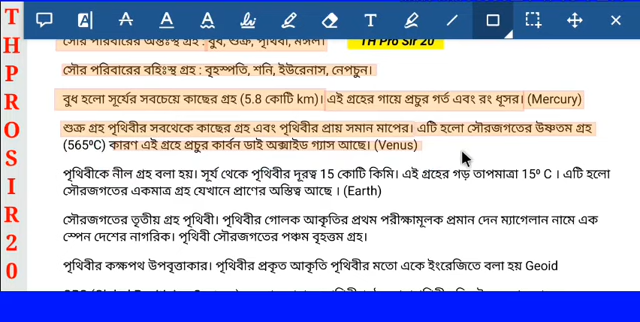 সৌর পরিবারের অন্তঃস্থ গ্রহ : বুধ, শুক্র, পৃথিবী, মঙ্গল।
TH Pro Sir 20
সৌর পরিবারের বহিঃস্থ গ্রহ : বৃহস্পতি, শনি, ইউরেনাস, নেপচুন।
বুধ হলো সূর্যের সবচেয়ে কাছের গ্রহ (5.8 কোটি km)। এই গ্রহের গায়ে প্রচুর গর্ত এবং রং ধূসর। (Mercury)
শুক্র গ্রহ পৃথিবীর সবথেকে কাছের গ্রহ এবং পৃথিবীর প্রায় সমান মাপের। এটি হলো সৌরজগতের উষ্ণতম গ্রহ
(565⁰C) কারণ এই গ্রহে প্রচুর কার্বন ডাই অক্সাইড গ্যাস আছে। (Venus)
পৃথিবীকে নীল গ্রহ বলা হয়। সূর্য থেকে পৃথিবীর দূরত্ব 15 কোটি কিমি। এই গ্রহের গড় তাপমাত্রা 15⁰ C । এটি হলো
সৌরজগতের একমাত্র গ্রহ যেখানে প্রাণের অস্তিত্ব আছে । (Earth)
সৌরজগতের তৃতীয় গ্রহ পৃথিবী। পৃথিবীর গোলক আকৃতির প্রথম পরীক্ষামূলক প্রমান দেন ম্যাগেলান নামে এক
স্পেন দেশের নাগরিক। পৃথিবী সৌরজগতের পঞ্চম বৃহত্তম গ্রহ।
পৃথিবীর কক্ষপথ উপবৃত্তাকার। পৃথিবীর প্রকৃত আকৃতি পৃথিবীর মতো একে ইংরেজিতে বলা হয় Geoid
T
H
P
R
O
S
I
R
2
0